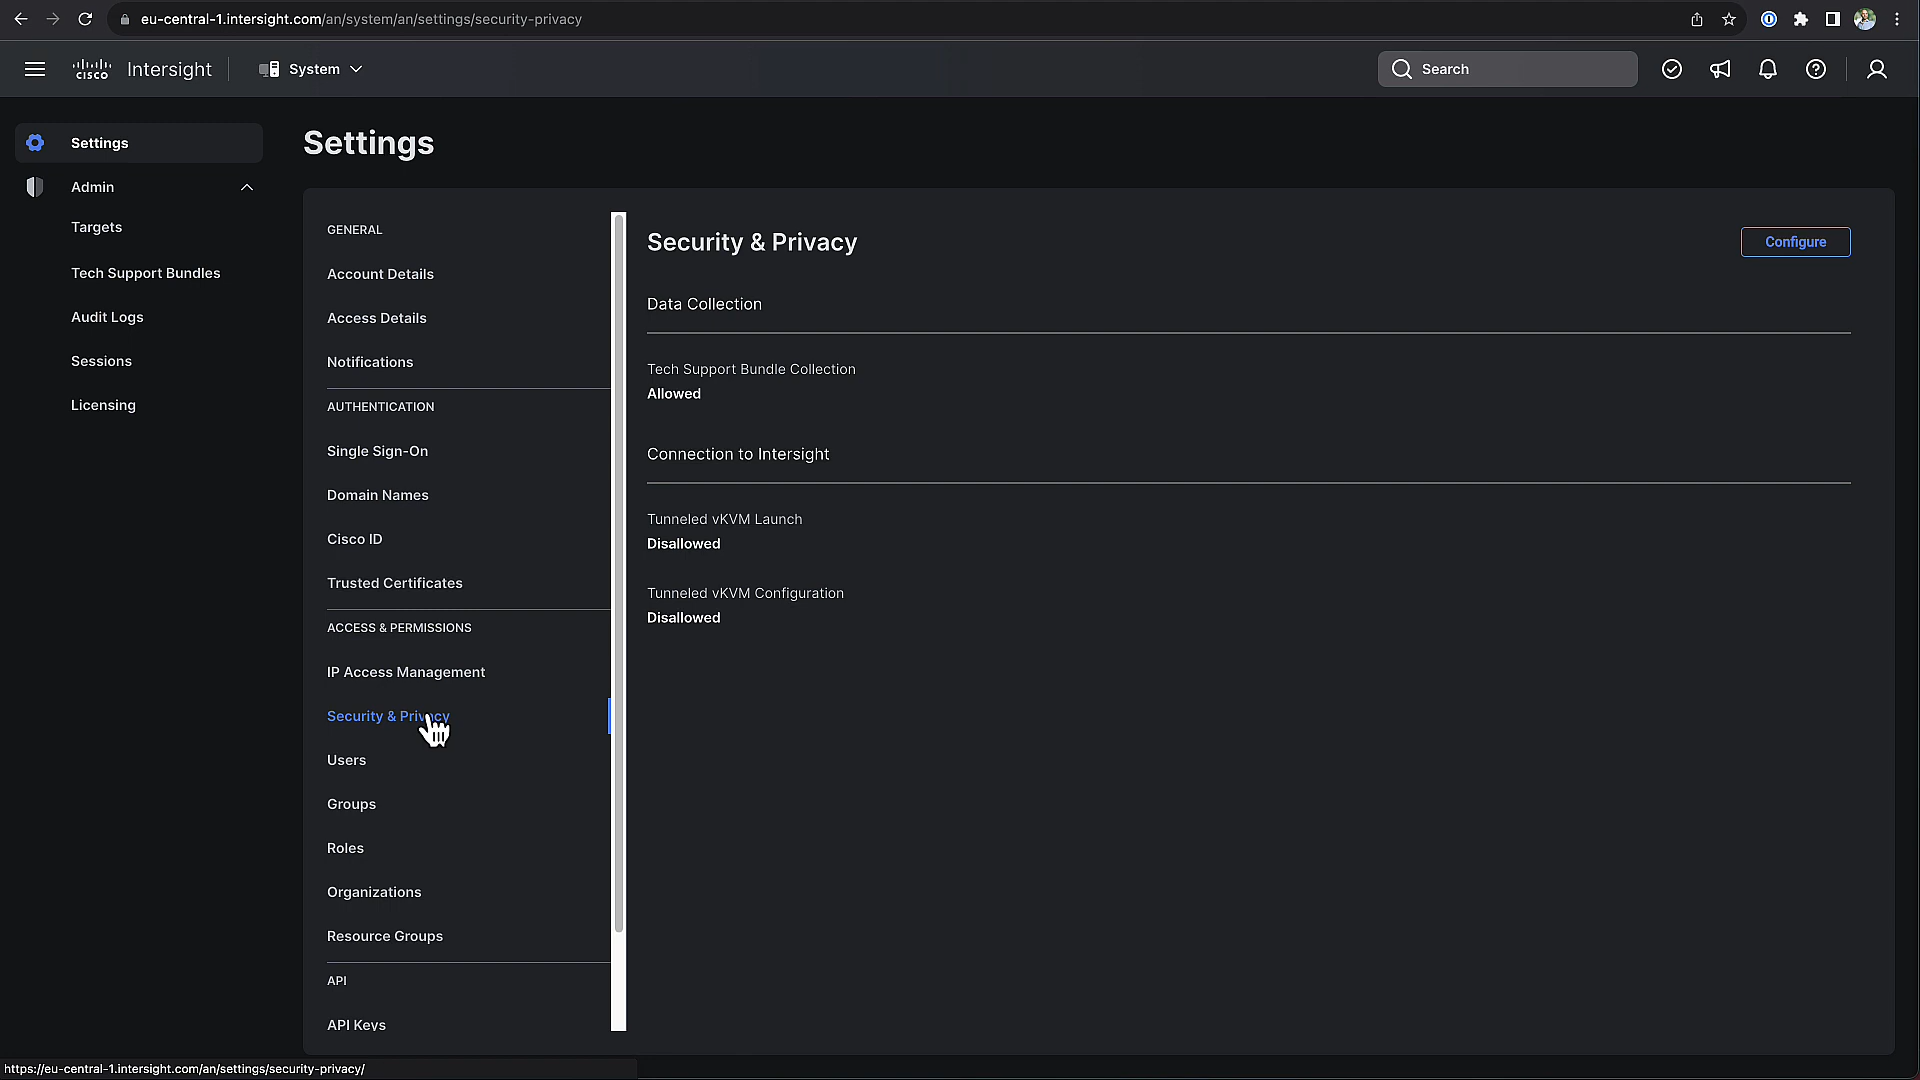 eu-central-1.intersight.com/an/system/an/settings/security-privacy
cisco Intersight
System
Search
Settings
Admin
Targets
Tech Support Bundles
Audit Logs
Sessions
Licensing
Settings
GENERAL
Account Details
Access Details
Notifications
AUTHENTICATION
Single Sign-On
Domain Names
Cisco ID
Trusted Certificates
ACCESS & PERMISSIONS
IP Access Management
Security & Privacy
Users
Groups
Roles
Organizations
Resource Groups
API
API Keys
Security & Privacy
Configure
Data Collection
Tech Support Bundle Collection
Allowed
Connection to Intersight
Tunneled vKVM Launch
Disallowed
Tunneled vKVM Configuration
Disallowed
https://eu-central-1.intersight.com/an/settings/security-privacy/